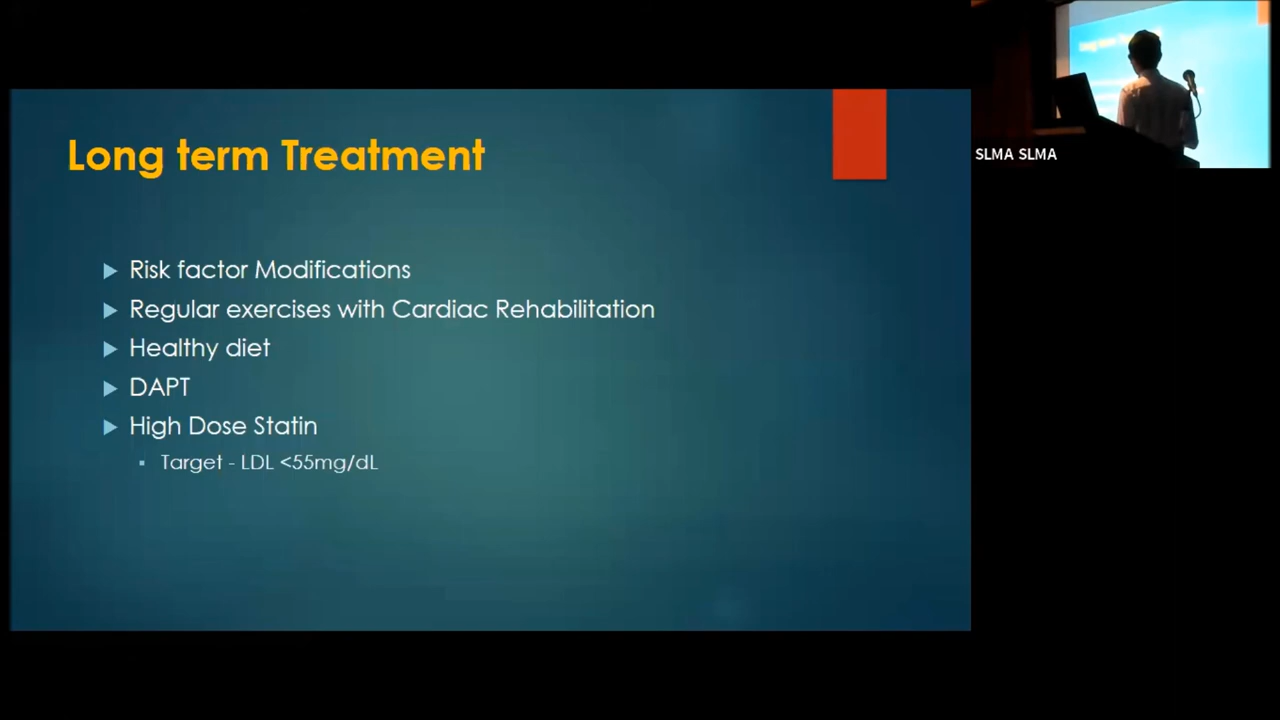 Long term Treatment
Risk factor Modifications
Regular exercises with Cardiac Rehabilitation
Healthy diet
DAPT
High Dose Statin
Target - LDL <55mg/dL
SLMA SLMA